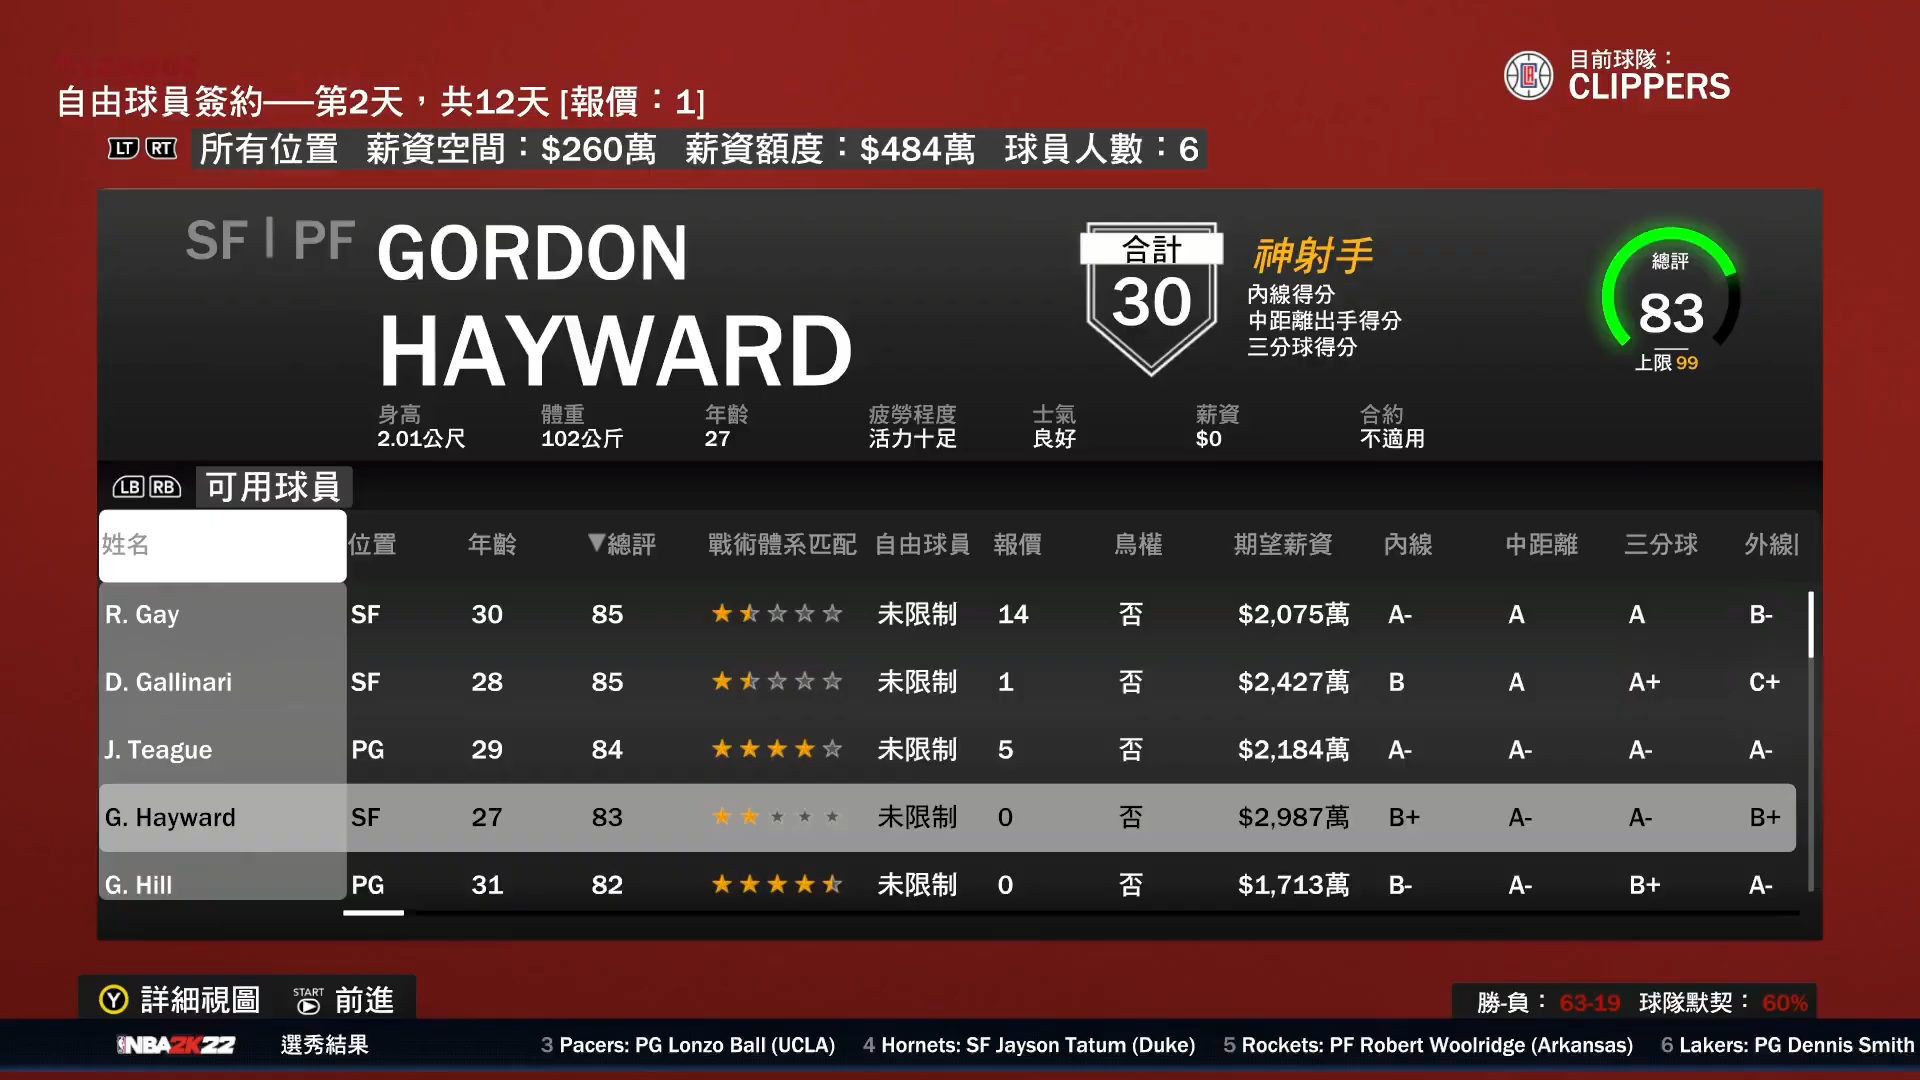 目前球隊：
CLIPPERS
自由球員簽約──第2天，共12天 [報價：1]
LT RT 所有位置 薪資空間：$260萬 薪資額度：$484萬 球員人數：6
SF | PF GORDON
HAYWARD
合計
30
神射手
內線得分
中距離出手得分
三分球得分
總評
83
上限 99
身高 體重 年齡 疲勞程度 士氣 薪資 合約
2.01公尺 102公斤 27 活力十足 良好 $0 不適用
LB RB 可用球員
姓名 位置 年齡 ▼總評 戰術體系匹配 自由球員 報價 鳥權 期望薪資 內線 中距離 三分球 外線
R. Gay SF 30 85 未限制 14 否 $2,075萬 A- A A B-
D. Gallinari SF 28 85 未限制 1 否 $2,427萬 B A A+ C+
J. Teague PG 29 84 未限制 5 否 $2,184萬 A- A- A- A-
G. Hayward SF 27 83 未限制 0 否 $2,987萬 B+ A- A- B+
G. Hill PG 31 82 未限制 0 否 $1,713萬 B- A- B+ A-
Y 詳細視圖 START 前進
勝-負： 63-19 球隊默契： 60%
NBA2K22 選秀結果 3 Pacers: PG Lonzo Ball (UCLA) 4 Hornets: SF Jayson Tatum (Duke) 5 Rockets: PF Robert Woolridge (Arkansas) 6 Lakers: PG Dennis Smith